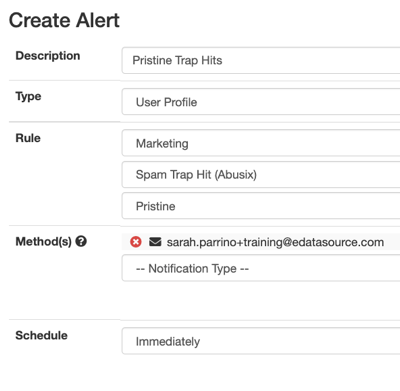 Create Alert
Description
Pristine Trap Hits
Type
User Profile
Rule
Marketing
Spam Trap Hit (Abusix)
Pristine
Method(s) ?
sarah.parrino+training@edatasource.com
-- Notification Type --
Schedule
Immediately